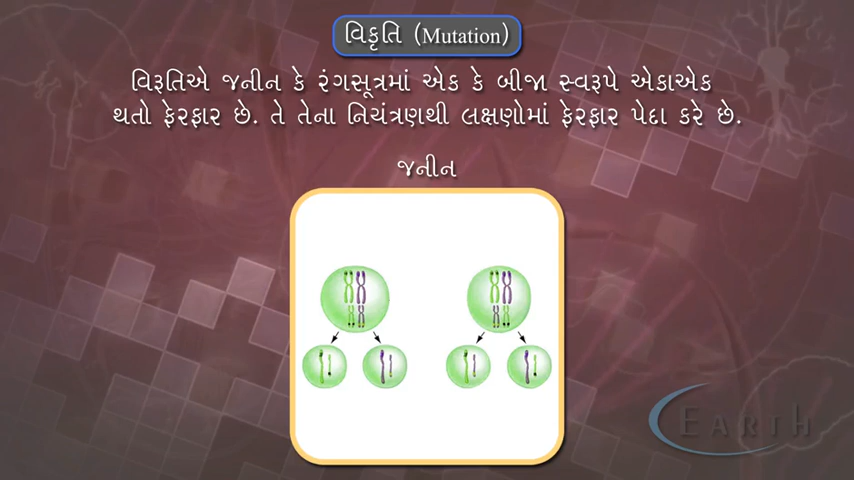 વિકૃતિ (Mutation)
વિરૂતિએ જનીન કે રંગસૂત્રમાં એક કે બીજા સ્વરૂપે એકાએક
થતો ફેરફાર છે. તે તેના નિચંત્રણથી લક્ષણોમાં ફેરફાર પેદા કરે છે.
જનીન
EARTH